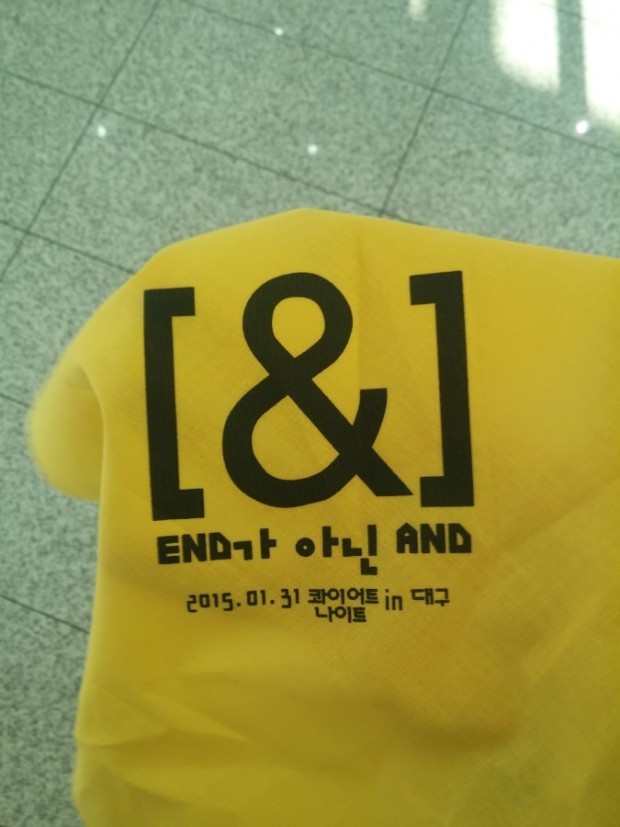 [&]
END가 아닌 AND
2015.01.31 콰이어트 나이트 in 대구